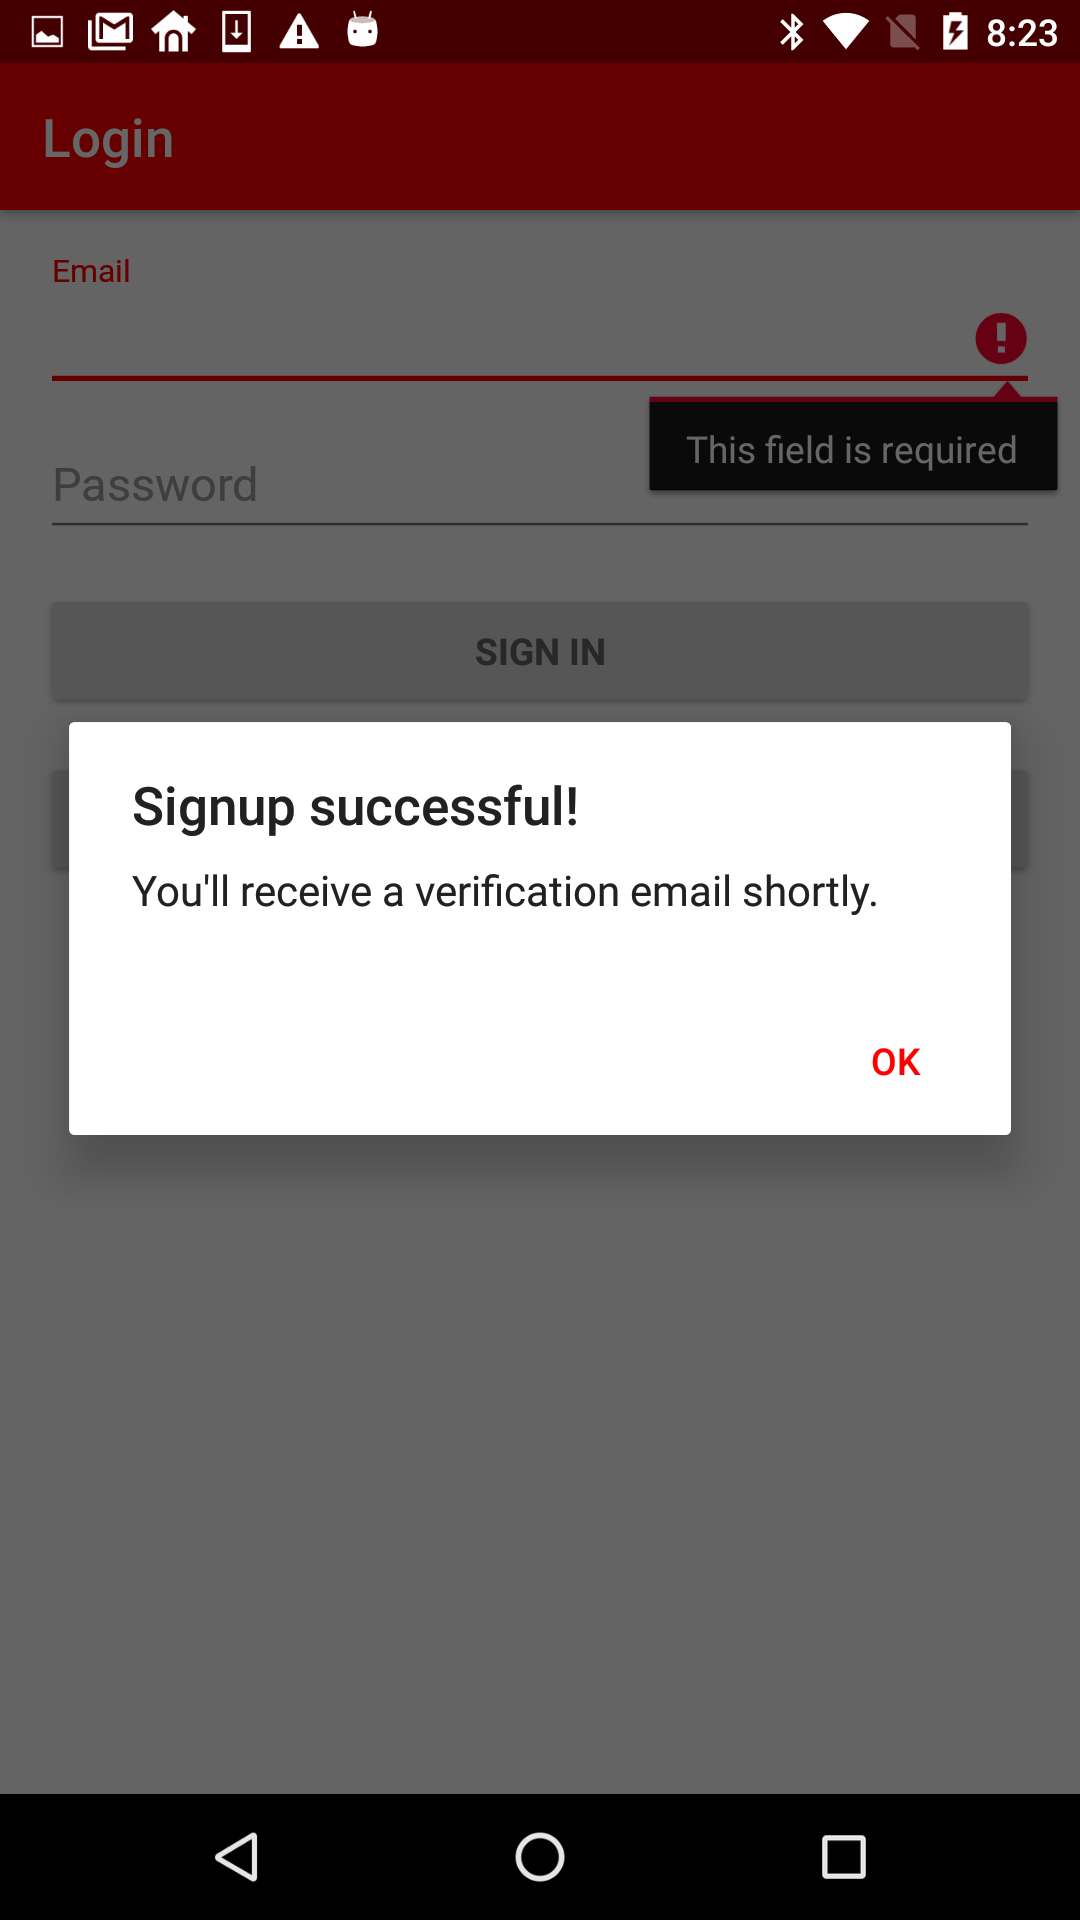 8:23
Login
Email
This field is required
Password
SIGN IN
Signup successful!
You'll receive a verification email shortly.
OK